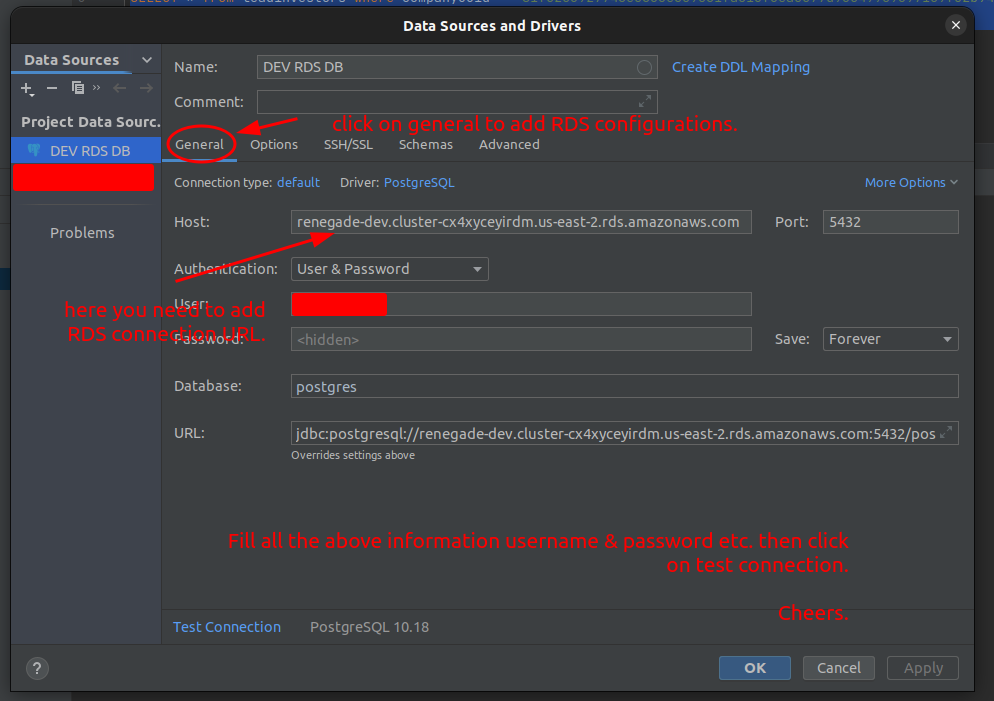 SELECT * from
Data Sources and Drivers
Data Sources
Name:
DEV RDS DB
Create DDL Mapping
Comment:
Project Data Sourc.
click on general to add RDS configurations.
General
Options
SSH/SSL
Schemas
Advanced
DEV RDS DB
Connection type: default
Driver: PostgreSQL
More Options
Host:
renegade-dev.cluster-cx4xyceyirdm.us-east-2.rds.amazonaws.com
Port:
5432
Problems
Authentication:
User & Password
User:
here you need to add
RDS connection URL.
Password:
<hidden>
Save:
Forever
Database:
postgres
URL:
jdbc:postgresql://renegade-dev.cluster-cx4xyceyirdm.us-east-2.rds.amazonaws.com:5432/pos
Overrides settings above
Fill all the above information username & password etc. then click
on test connection.
Cheers.
Test Connection
PostgreSQL 10.18
?
OK
Cancel
Apply